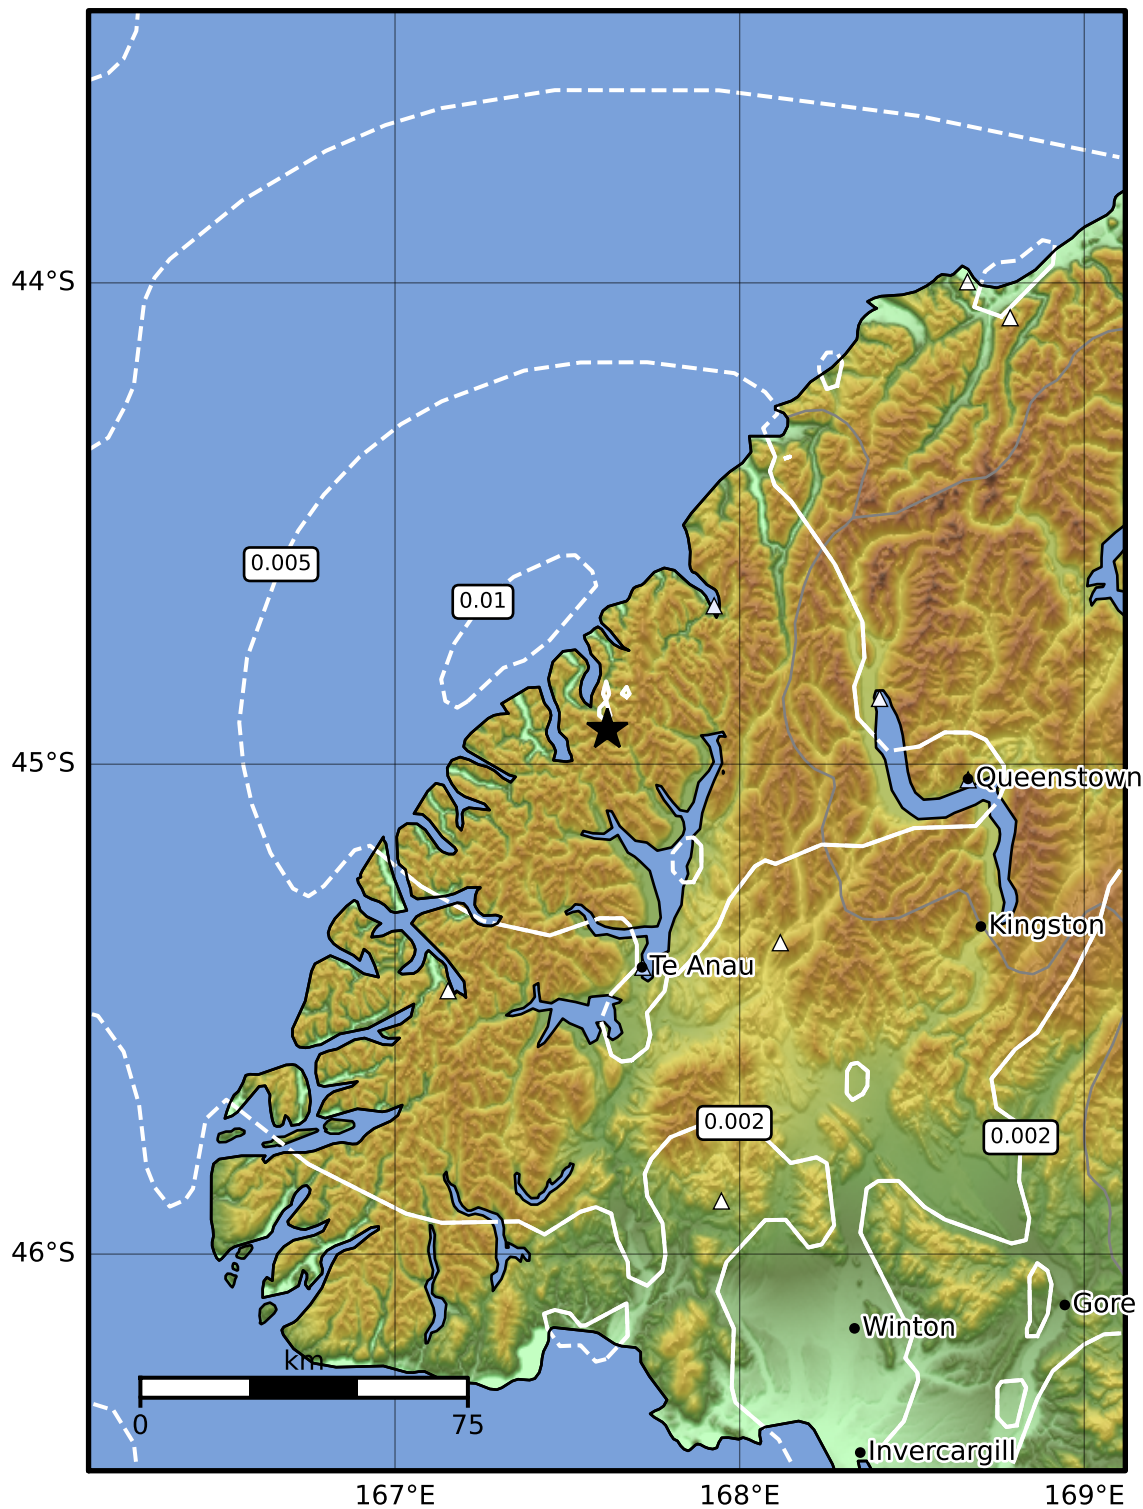 44°S
0.005
0.01
45°S
Queenstown
Kingston
Te Anau
0.002
0.002
46°S
Gore
Winton
km
0
75
Invercargill
167°E
168°E
169°E